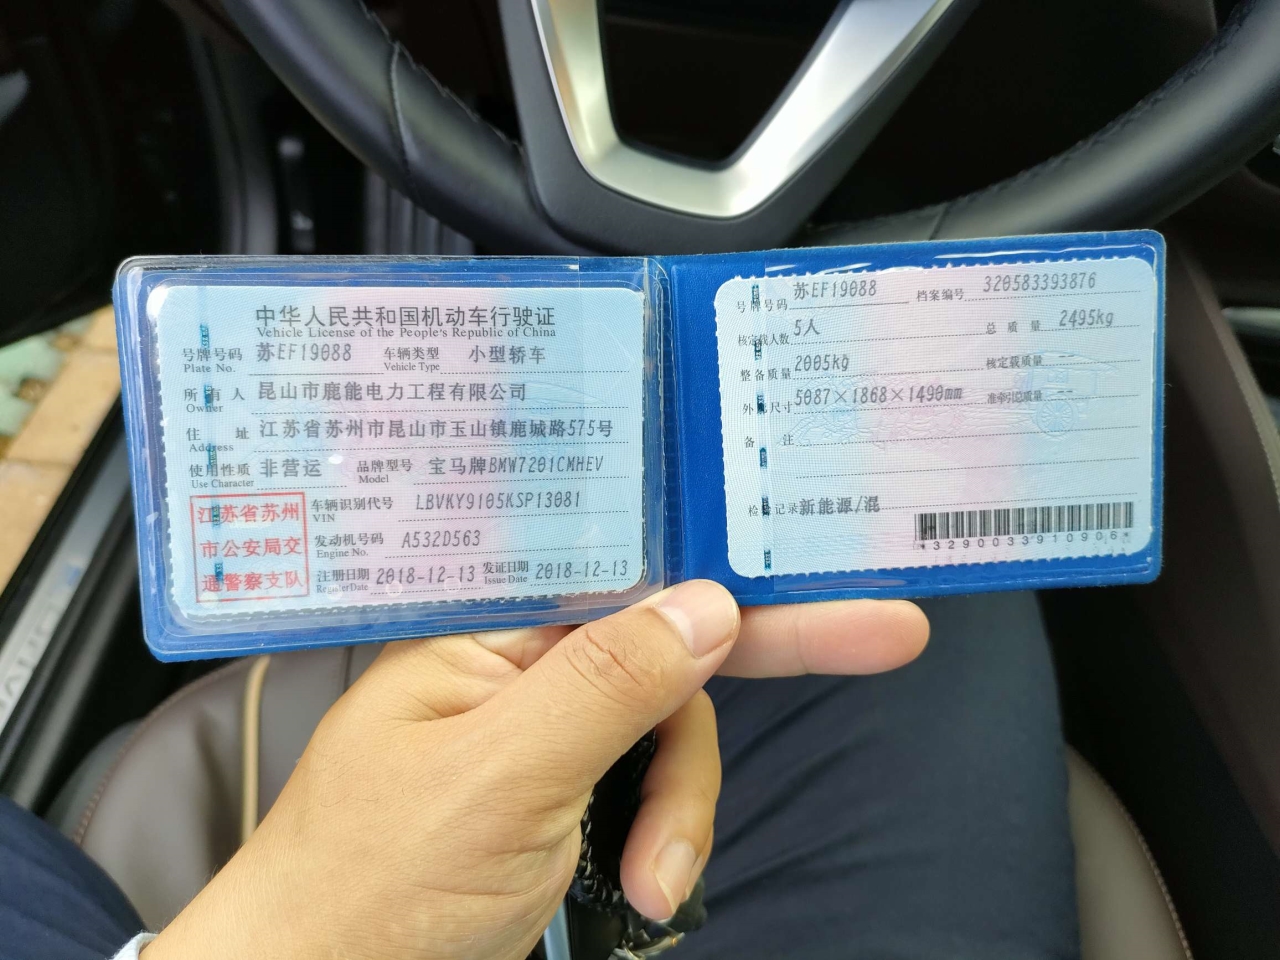 中华人民共和国机动车行驶证
Vehicle License of the People's Republic of China
号牌号码 苏EF19088 车辆类型 小型轿车
Plate No. Vehicle Type
所有人 昆山市鹿能电力工程有限公司
Owner
住址 江苏省苏州市昆山市玉山镇鹿城路575号
Address
使用性质 非营运 品牌型号 宝马牌BMW7201CMHEV
Use Character Model
江苏省苏州
市公安局交
通警察支队
车辆识别代号 LBVKY9105KSP13081
VIN
发动机号码 A532D563
Engine No.
注册日期 2018-12-13 发证日期 2018-12-13
Register Date Issue Date
号牌号码 苏EF19088 档案编号 320583393876
核定载人数 5人 总质量 2495kg
整备质量 2005kg 核定载质量 --
外廓尺寸 5087×1868×1490mm 准牵引总质量 --
备注
检验记录 新能源/混
*3290033910906*